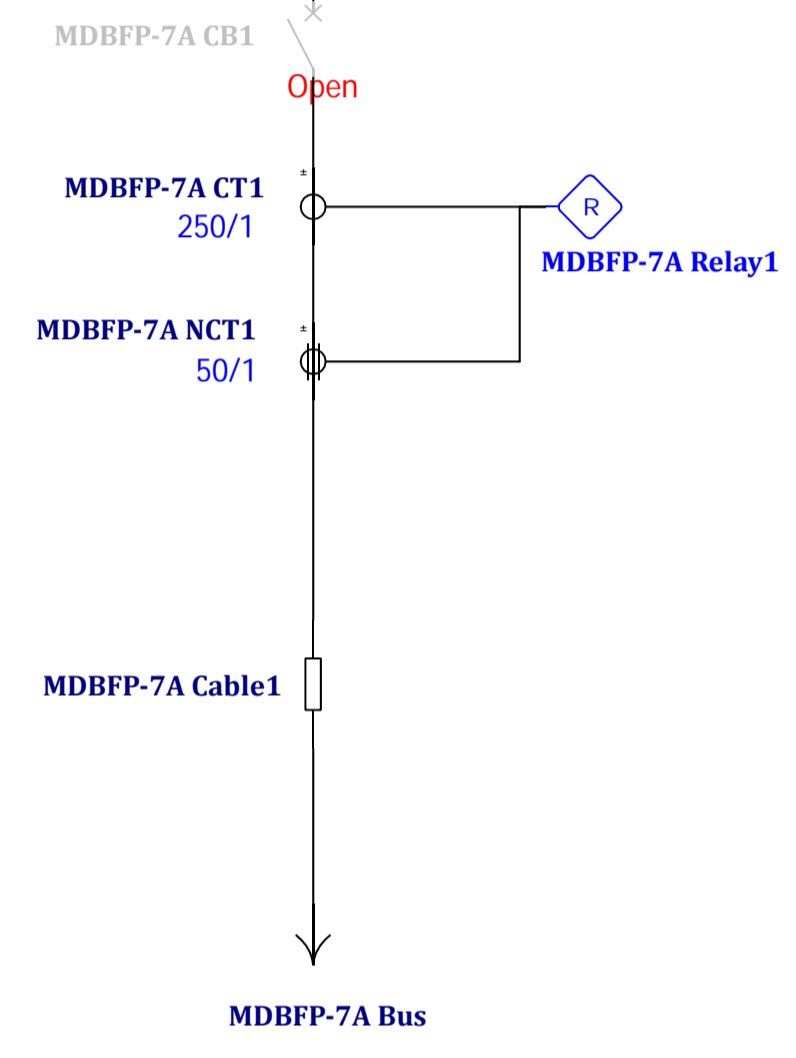 MDBFP-7A CB1
Open
±
MDBFP-7A CT1
250/1
R
MDBFP-7A Relay1
±
MDBFP-7A NCT1
50/1
MDBFP-7A Cable1
MDBFP-7A Bus